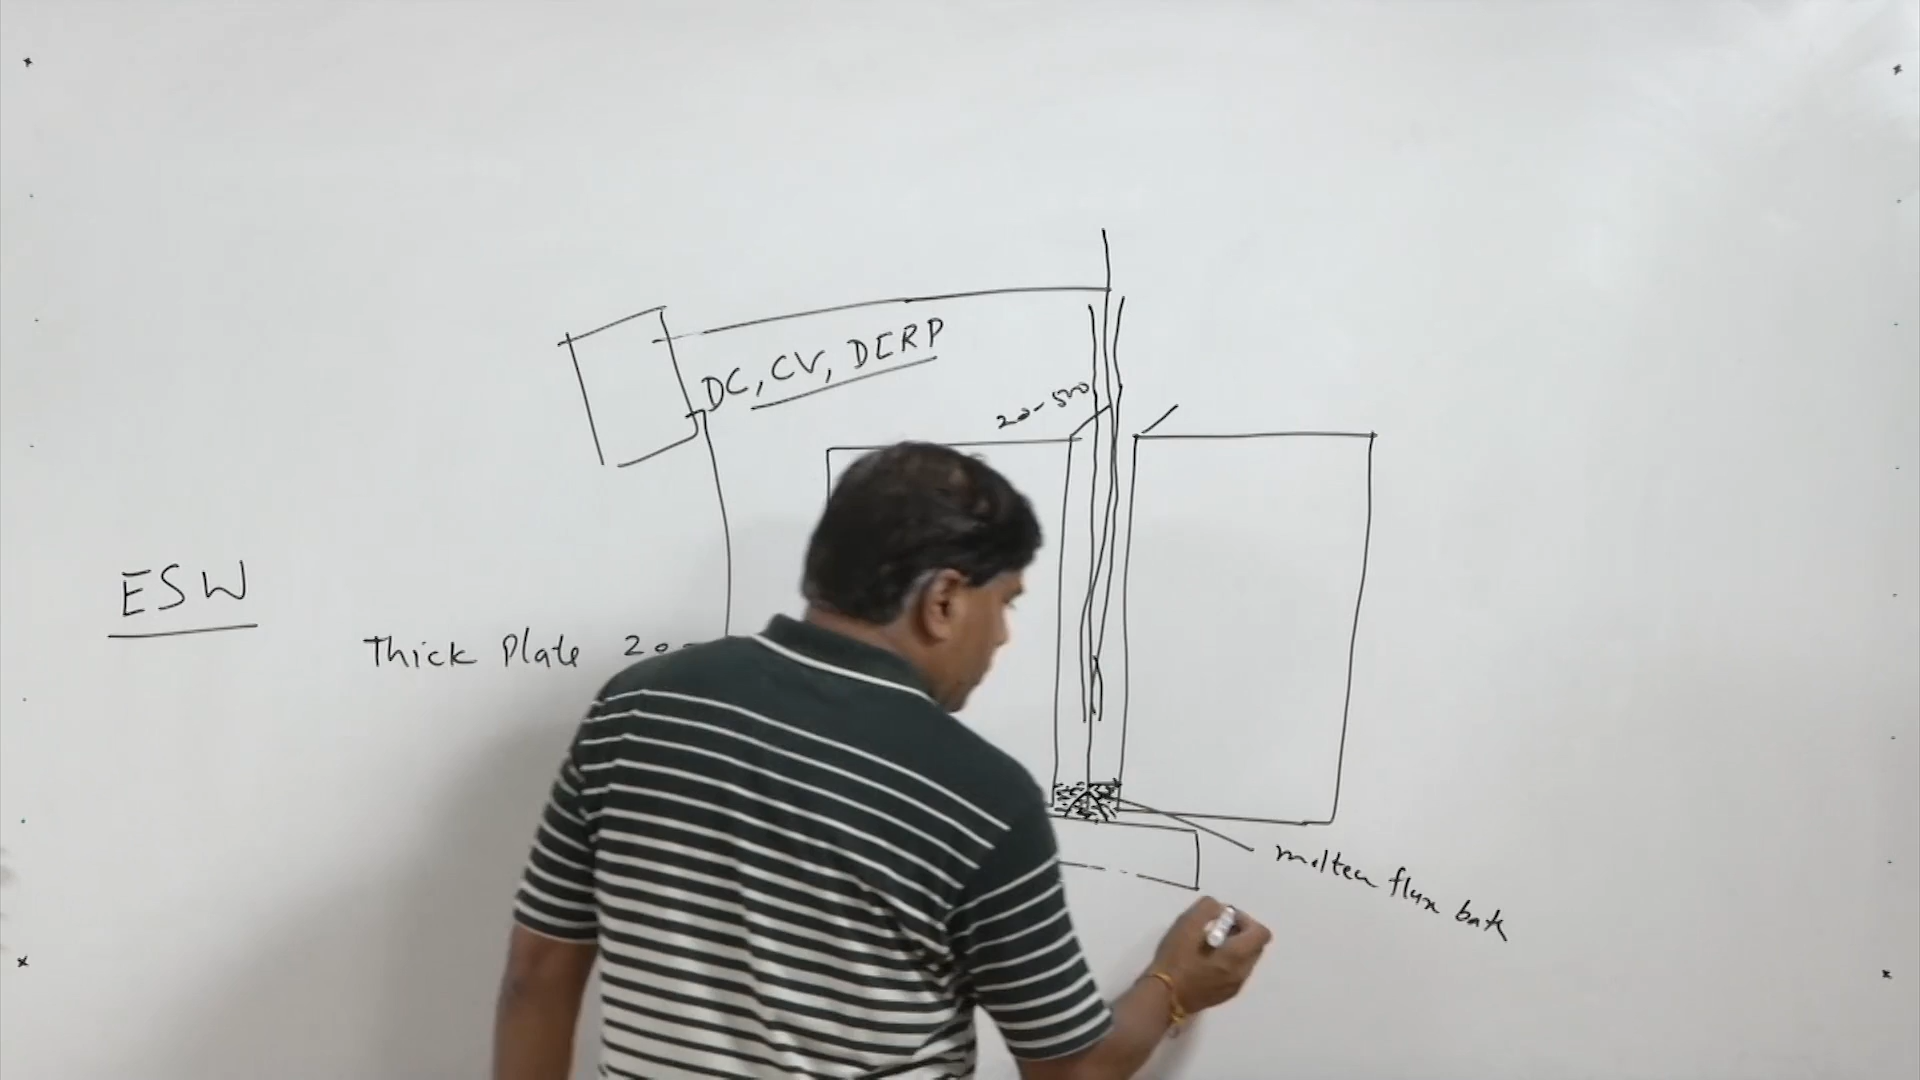 DC, CV, DCRP
20-500
ESW
Thick Plate 20-
molten flux bath